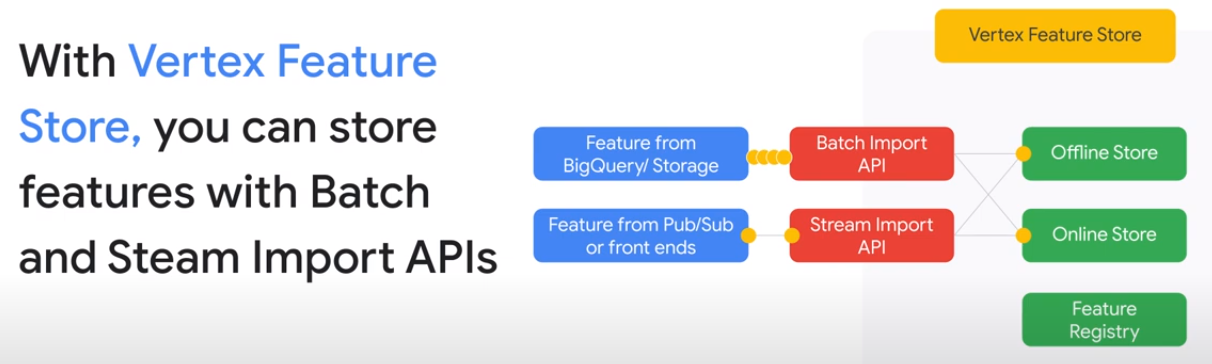 With Vertex Feature
Store, you can store
features with Batch
and Steam Import APIs
Vertex Feature Store
Feature from
BigQuery/ Storage
Batch Import
API
Offline Store
Feature from Pub/Sub
or front ends
Stream Import
API
Online Store
Feature
Registry